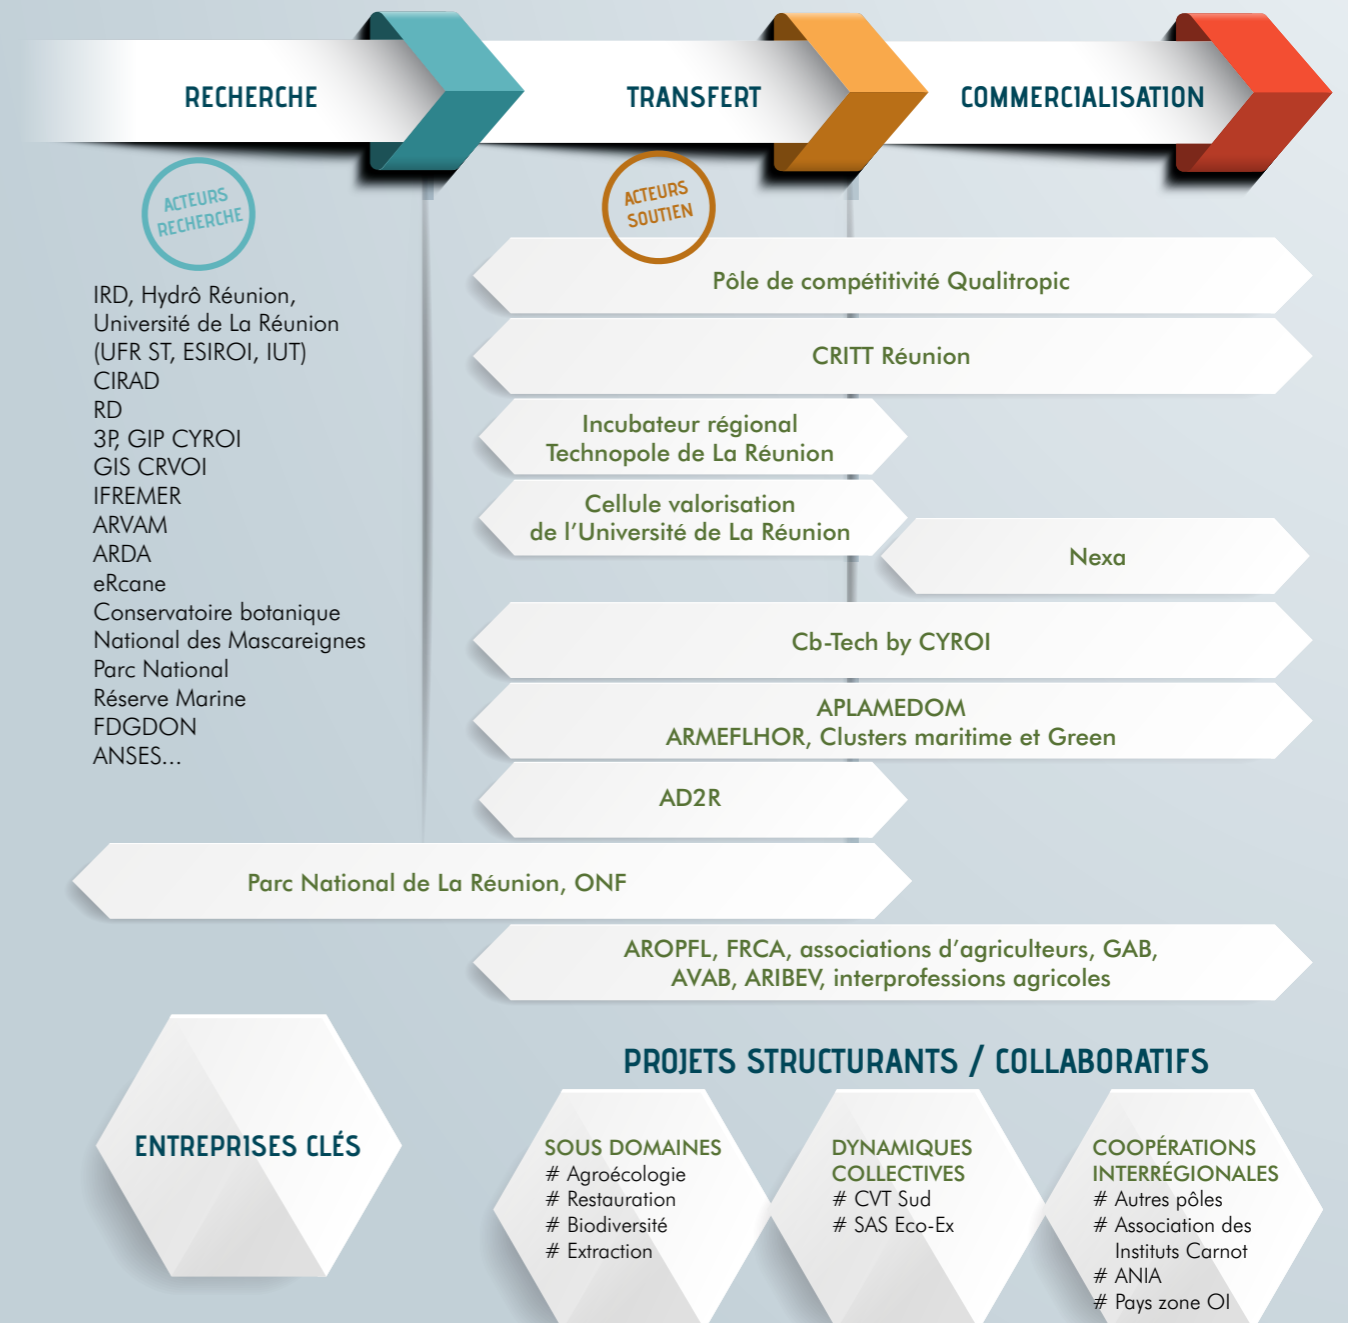 RECHERCHE
TRANSFERT
COMMERCIALISATION
ACTEURS
RECHERCHE
IRD, Hydrô Réunion,
Université de La Réunion
(UFR ST, ESIROI, IUT)
CIRAD
RD
3P, GIP CYROI
GIS CRVOI
IFREMER
ARVAM
ARDA
eRcane
Conservatoire botanique
National des Mascareignes
Parc National
Réserve Marine
FDGDON
ANSES...
ACTEURS
SOUTIEN
Pôle de compétitivité Qualitropic
CRITT Réunion
Incubateur régional
Technopole de La Réunion
Cellule valorisation
de l’Université de La Réunion
Nexa
Cb-Tech by CYROI
APLAMEDOM
ARMEFLHOR, Clusters maritime et Green
AD2R
Parc National de La Réunion, ONF
AROPFL, FRCA, associations d’agriculteurs, GAB,
AVAB, ARIBEV, interprofessions agricoles
ENTREPRISES CLÉS
PROJETS STRUCTURANTS / COLLABORATIFS
SOUS DOMAINES
# Agroécologie
# Restauration
# Biodiversité
# Extraction
DYNAMIQUES
COLLECTIVES
# CVT Sud
# SAS Eco-Ex
COOPÉRATIONS
INTERRÉGIONALES
# Autres pôles
# Association des
Instituts Carnot
# ANIA
# Pays zone OI